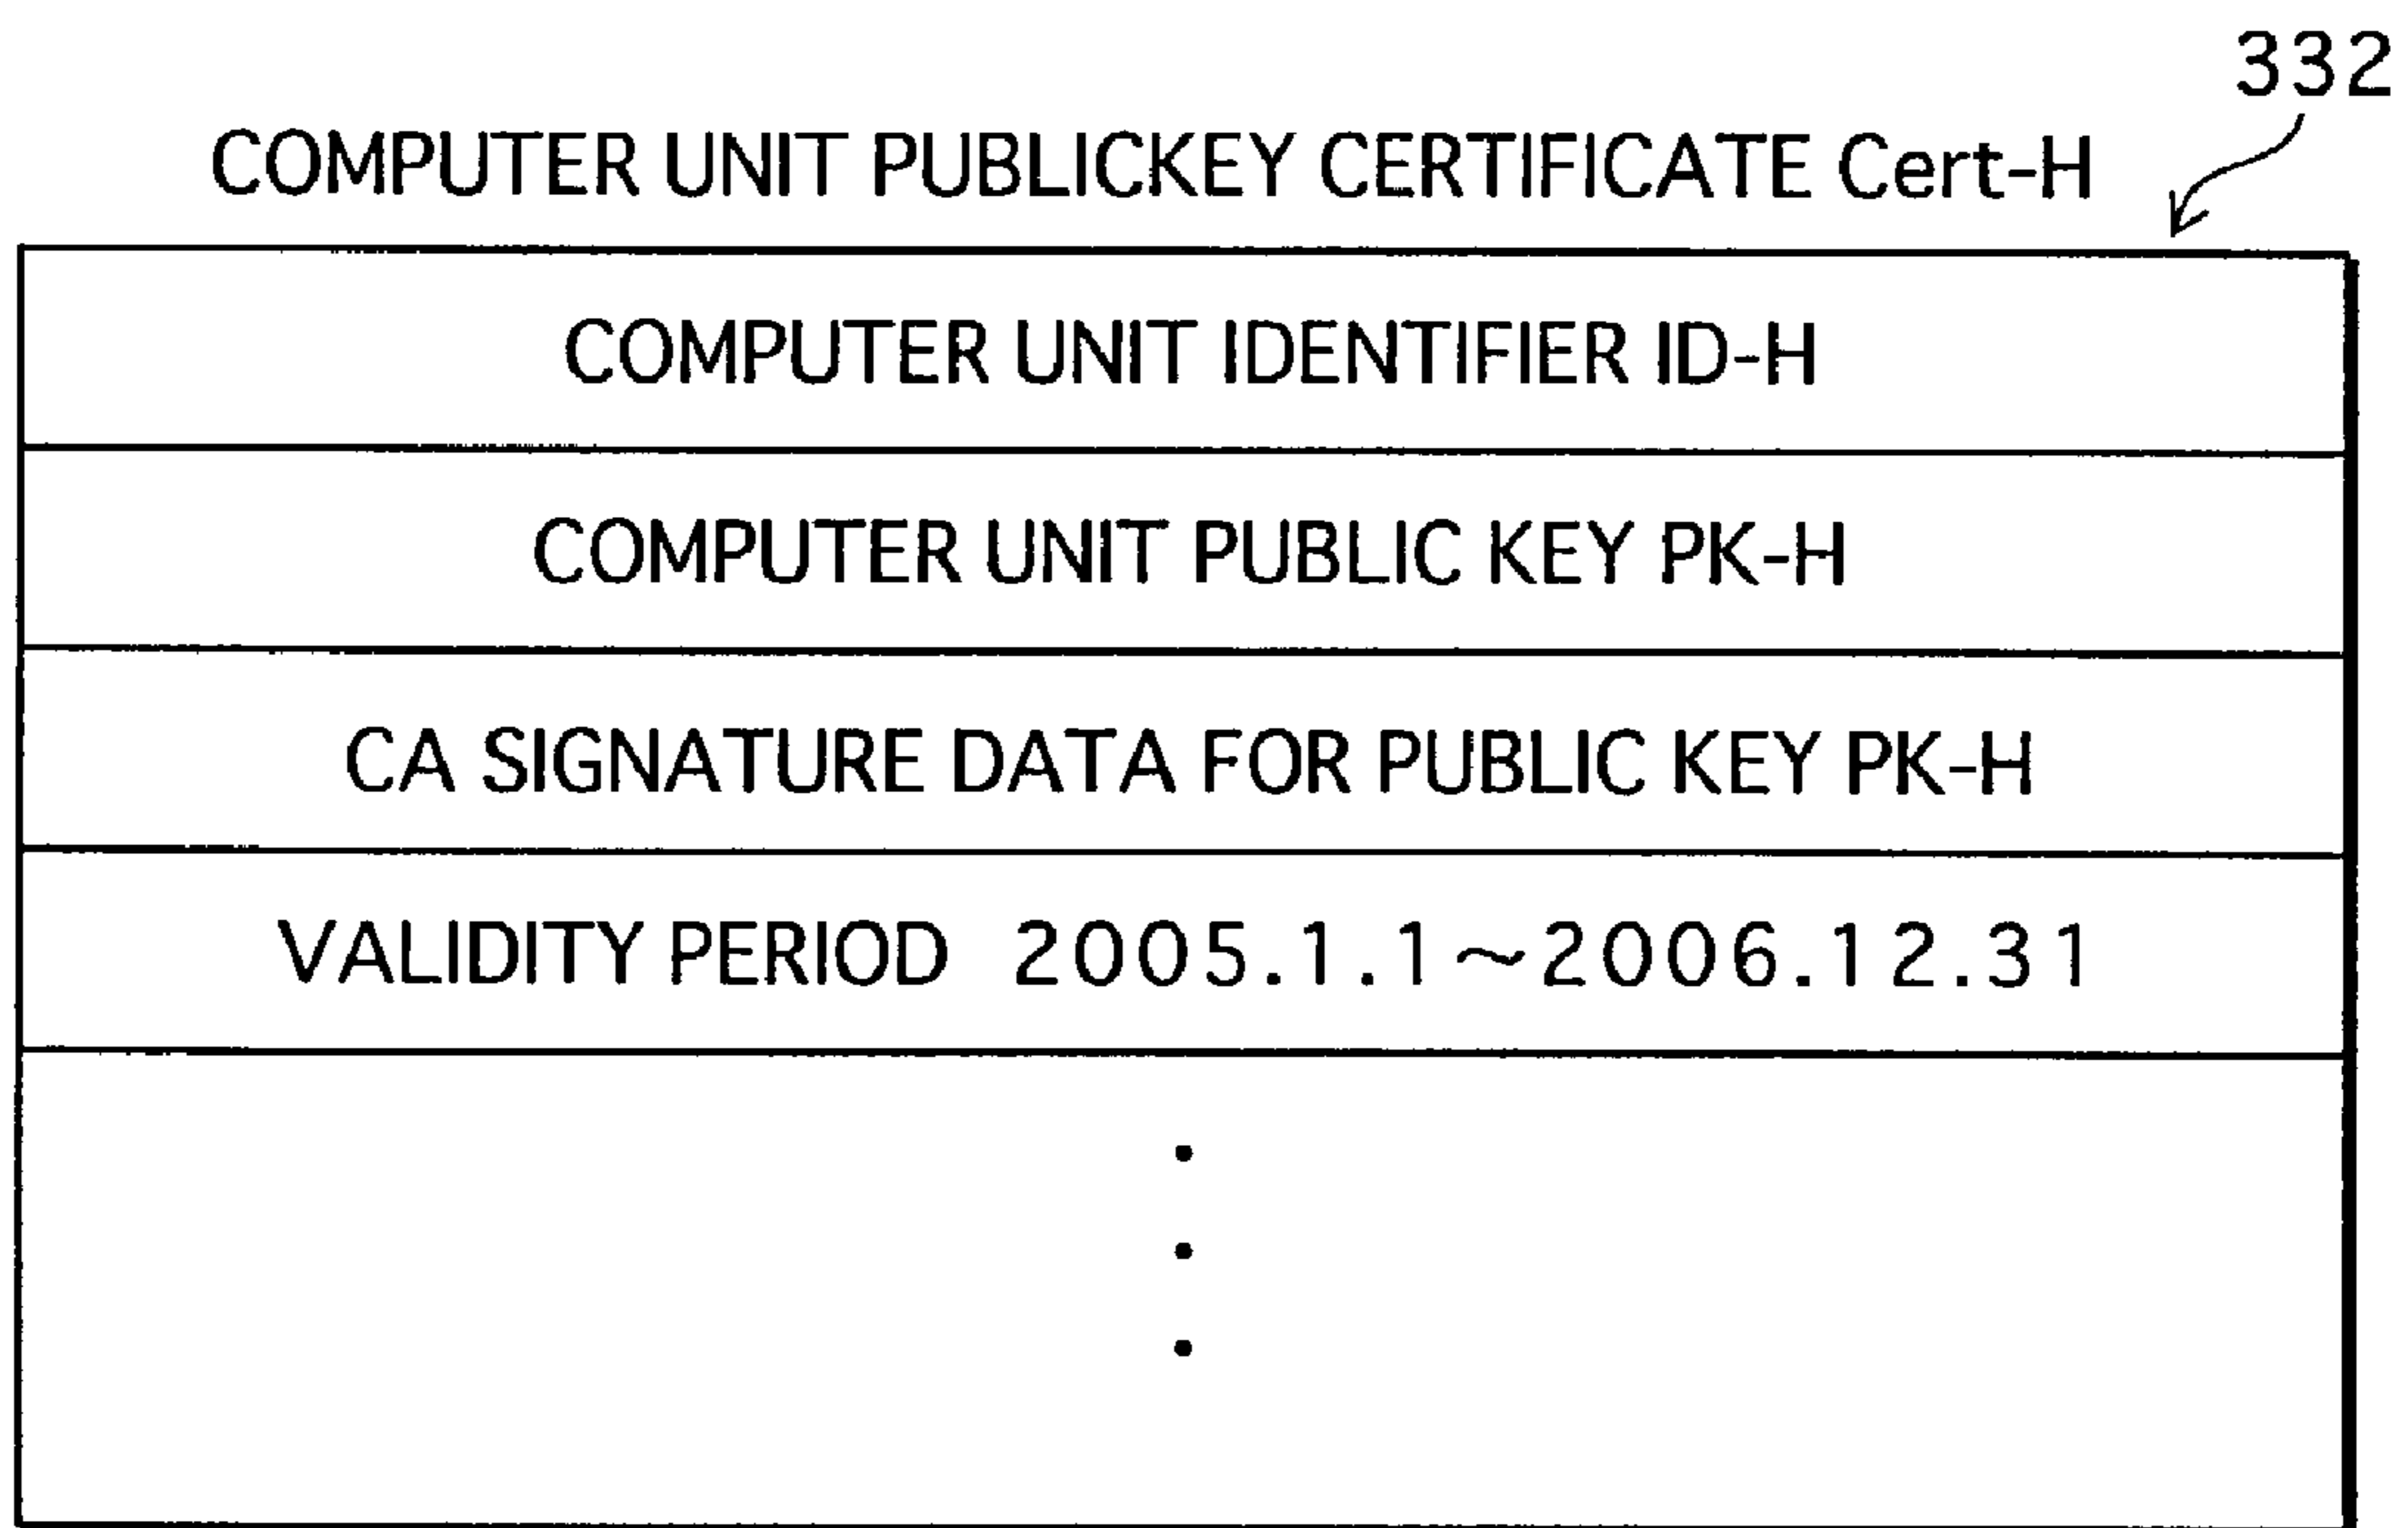 332
COMPUTER UNIT PUBLICKEY CERTIFICATE Cert-H
COMPUTER UNIT IDENTIFIER ID-H
COMPUTER UNIT PUBLIC KEY PK-H
CA SIGNATURE DATA FOR PUBLIC KEY PK-H
VALIDITY PERIOD 2005.1.1~2006.12.31